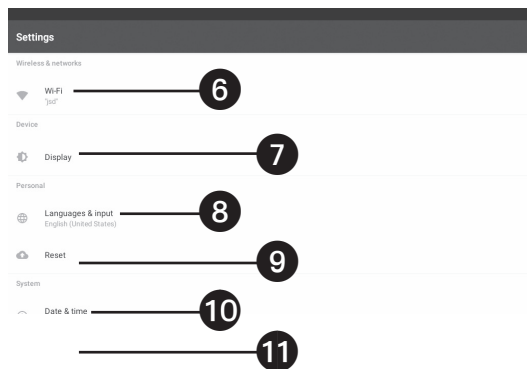 Settings
Wireless & networks
Wi-Fi
6
"jsd"
Device
Display
7
Personal
Languages & input
8
English (United States)
Reset
9
System
Date & time
10
11